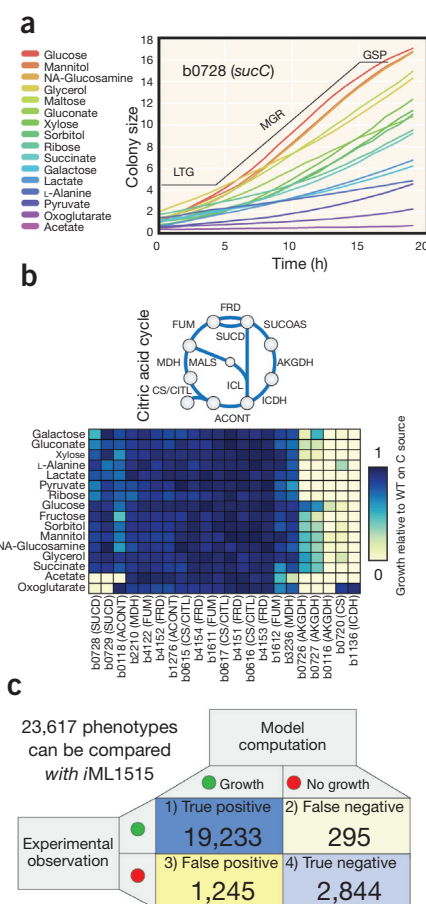 a
Glucose
Mannitol
NA-Glucosamine
Glycerol
Maltose
Gluconate
Xylose
Sorbitol
Ribose
Succinate
Galactose
Lactate
L-Alanine
Pyruvate
Oxoglutarate
Acetate
Colony size
18
16
14
12
10
8
6
4
2
0
b0728 (sucC)
LTG
MGR
GSP
0
5
10
15
20
Time (h)
b
Citric acid cycle
FRD
FUM
SUCOAS
SUCD
MDH
MALS
AKGDH
ICL
CS/CITL
ICDH
ACONT
Galactose
Gluconate
Xylose
L-Alanine
Lactate
Pyruvate
Ribose
Glucose
Fructose
Sorbitol
Mannitol
NA-Glucosamine
Glycerol
Succinate
Acetate
Oxoglutarate
b0728 (SUCD)
b0729 (SUCD)
b0118 (ACONT)
b2210 (MDH)
b4122 (FUM)
b4152 (FRD)
b1276 (ACONT)
b0615 (CS/CITL)
b4154 (FRD)
b1611 (FUM)
b0617 (CS/CITL)
b4151 (FRD)
b0616 (CS/CITL)
b4153 (FRD)
b1612 (FUM)
b3236 (MDH)
b0726 (AKGDH)
b0727 (AKGDH)
b0116 (AKGDH)
b0720 (CS)
b1136 (ICDH)
1
0
Growth relative to WT on C source
c
23,617 phenotypes
can be compared
with iML1515
Model
computation
Growth
No growth
Experimental
observation
1) True positive
19,233
2) False negative
295
3) False positive
1,245
4) True negative
2,844